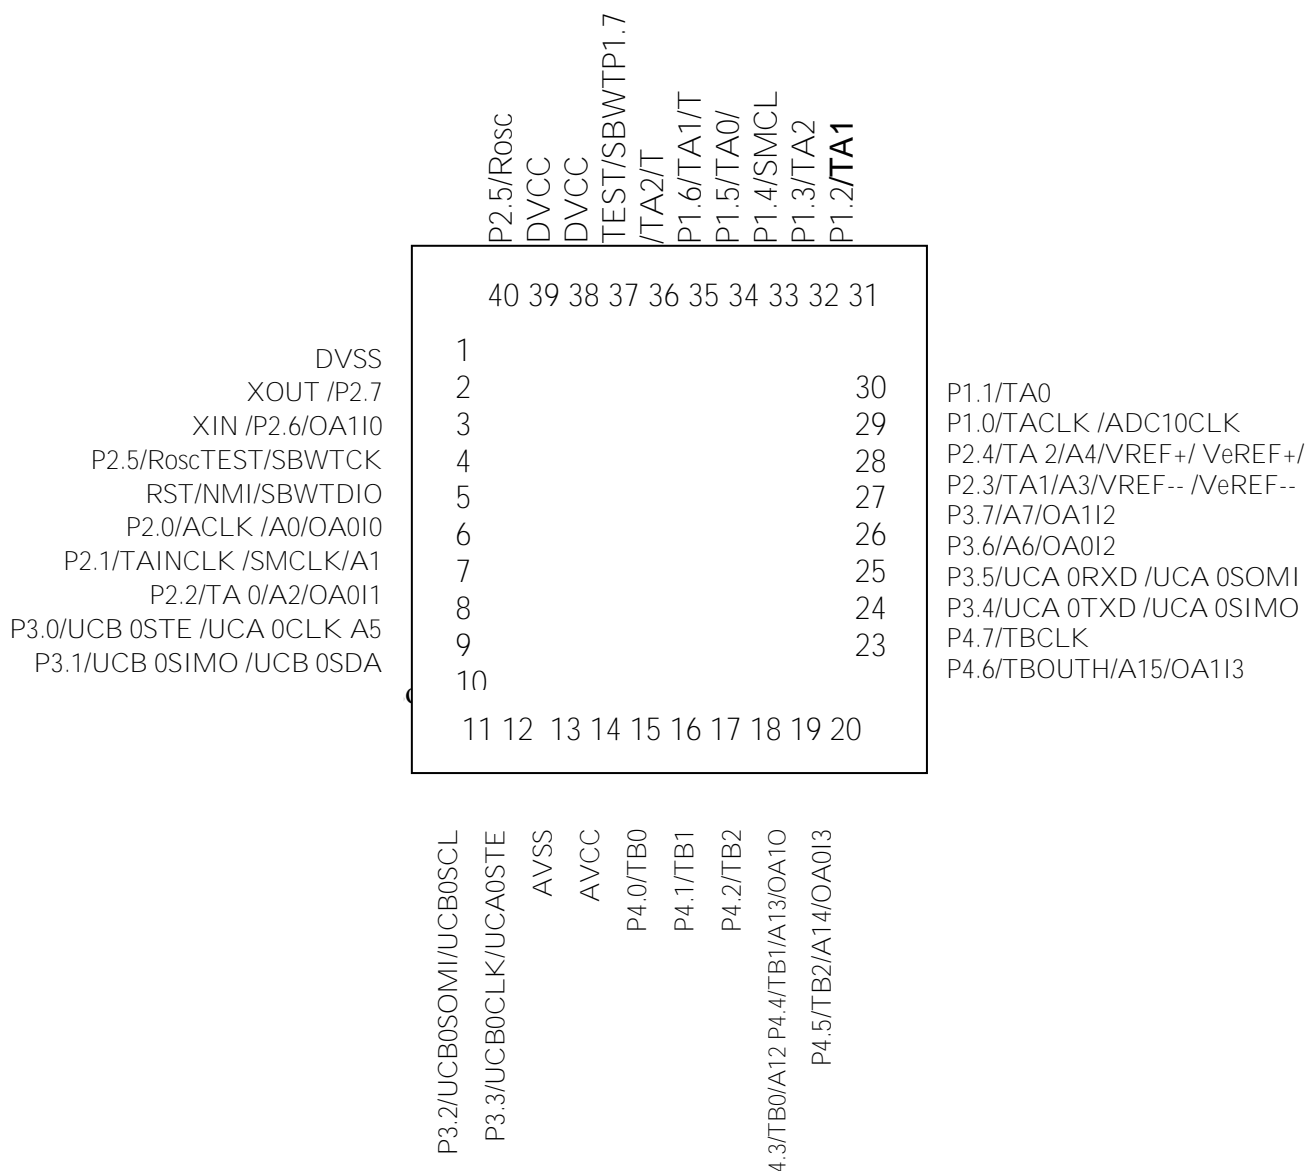 P2.5/Rosc
DVCC
DVCC
TEST/SBWTP1.7
/TA2/T
P1.6/TA1/T
P1.5/TA0/
P1.4/SMCL
P1.3/TA2
P1.2/TA1
40 39 38 37 36 35 34 33 32 31
DVSS
XOUT /P2.7
XIN /P2.6/OA1I0
P2.5/RoscTEST/SBWTCK
RST/NMI/SBWTDIO
P2.0/ACLK /A0/OA0I0
P2.1/TAINCLK /SMCLK/A1
P2.2/TA 0/A2/OA0I1
P3.0/UCB 0STE /UCA 0CLK A5
P3.1/UCB 0SIMO /UCB 0SDA
1
2
3
4
5
6
7
8
9
10
30
29
28
27
26
25
24
23
P1.1/TA0
P1.0/TACLK /ADC10CLK
P2.4/TA 2/A4/VREF+/ VeREF+/
P2.3/TA1/A3/VREF-- /VeREF--
P3.7/A7/OA1I2
P3.6/A6/OA0I2
P3.5/UCA 0RXD /UCA 0SOMI
P3.4/UCA 0TXD /UCA 0SIMO
P4.7/TBCLK
P4.6/TBOUTH/A15/OA1I3
11 12 13 14 15 16 17 18 19 20
P3.2/UCB0SOMI/UCB0SCL
P3.3/UCB0CLK/UCA0STE
AVSS
AVCC
P4.0/TB0
P4.1/TB1
P4.2/TB2
4.3/TB0/A12 P4.4/TB1/A13/OA1O
P4.5/TB2/A14/OA0I3